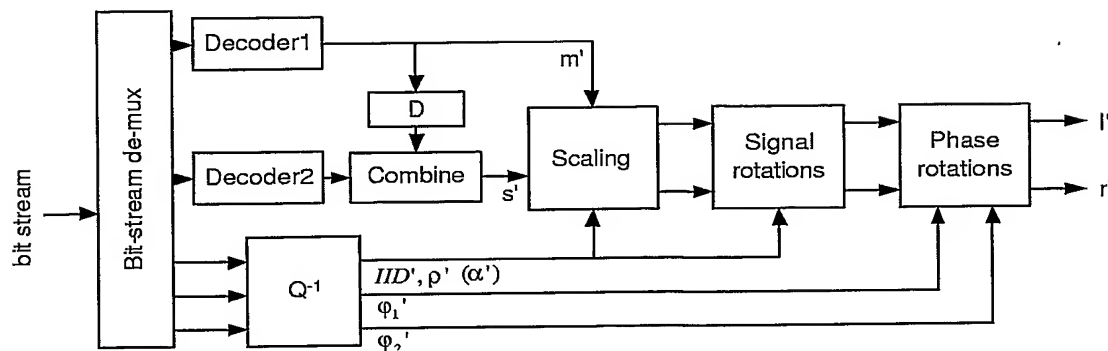 bit stream
Bit-stream de-mux
Decoder1
m'
D
Decoder2
Combine
s'
Scaling
Signal
rotations
Phase
rotations
l'
r'
Q⁻¹
IID', ρ' (α')
φ₁'
φ₂'